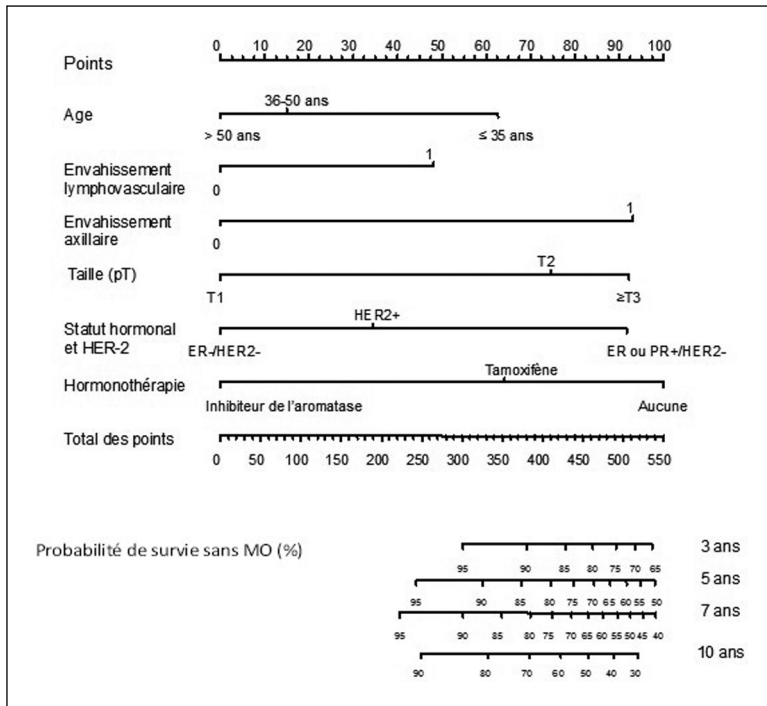 0 10 20 30 40 50 60 70 80 90 100
Points
36-50 ans
Age
> 50 ans ≤ 35 ans
1
Envahissement
lymphovasculaire
0
1
Envahissement
axillaire
0
T2
Taille (pT)
T1 ≥T3
HER2+
Statut hormonal
et HER-2
ER-/HER2- ER ou PR+/HER2-
Tamoxifène
Hormonothérapie
Inhibiteur de l'aromatase Aucune
Total des points
0 50 100 150 200 250 300 350 400 450 500 550
Probabilité de survie sans MO (%)
3 ans
95 90 85 80 75 70 65
5 ans
95 90 85 80 75 70 65 60 55 50
7 ans
95 90 85 80 75 70 65 60 55 50 45 40
10 ans
90 80 70 60 50 40 30